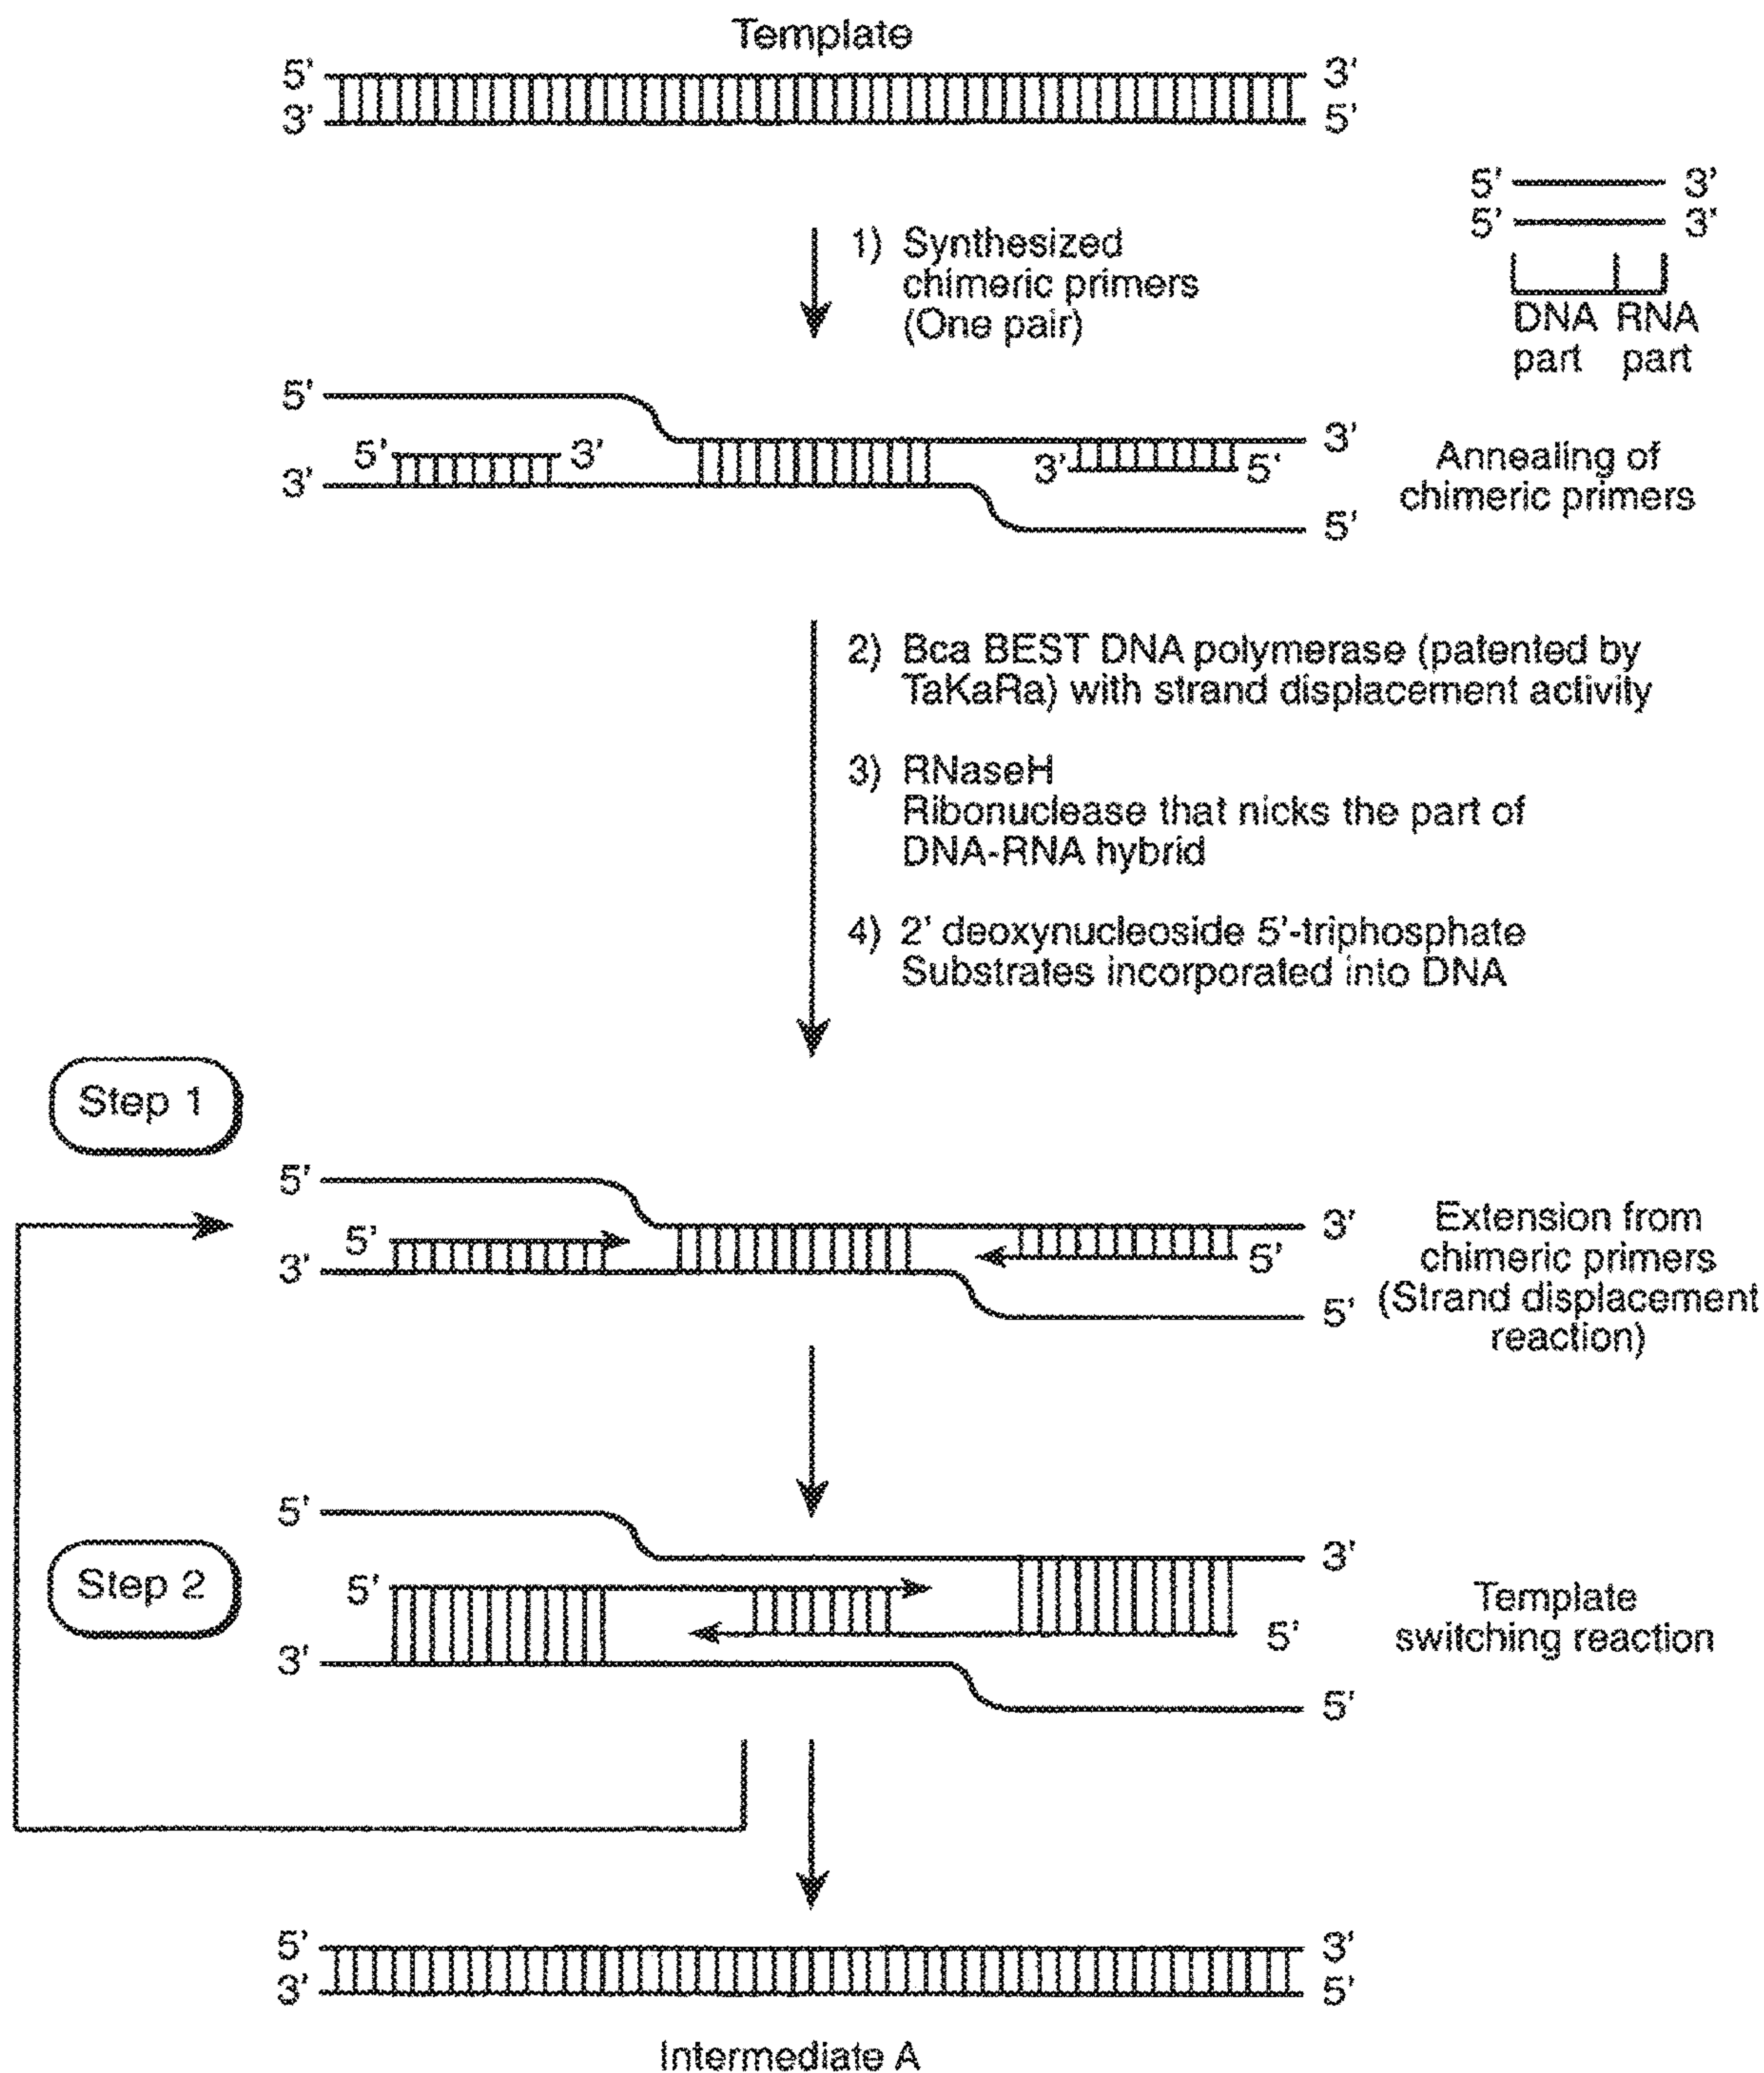 Template
5' 3'
3' 5'
5' 3'
5' 3'
1) Synthesized
chimeric primers
(One pair)
DNA RNA
part part
5'
5' 3' 3'
3' 3' 5'
5'
Annealing of
chimeric primers
2) Bca BEST DNA polymerase (patented by
TaKaRa) with strand displacement activity
3) RNaseH
Ribonuclease that nicks the part of
DNA-RNA hybrid
4) 2' deoxynucleoside 5'-triphosphate
Substrates incorporated into DNA
Step 1
5'
5' 3'
3' 5'
5'
Extension from
chimeric primers
(Strand displacement
reaction)
Step 2
5'
3'
5'
5'
3'
5'
Template
switching reaction
5' 3'
3' 5'
Intermediate A